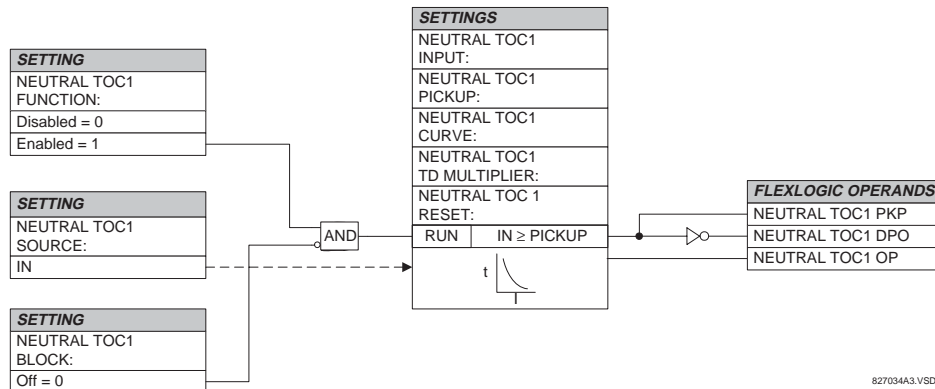 SETTING
NEUTRAL TOC1
FUNCTION:
Disabled = 0
Enabled = 1
SETTING
NEUTRAL TOC1
SOURCE:
IN
SETTING
NEUTRAL TOC1
BLOCK:
Off = 0
AND
SETTINGS
NEUTRAL TOC1
INPUT:
NEUTRAL TOC1
PICKUP:
NEUTRAL TOC1
CURVE:
NEUTRAL TOC1
TD MULTIPLIER:
NEUTRAL TOC 1
RESET:
RUN IN ≥ PICKUP
t
I
FLEXLOGIC OPERANDS
NEUTRAL TOC1 PKP
NEUTRAL TOC1 DPO
NEUTRAL TOC1 OP
827034A3.VSD